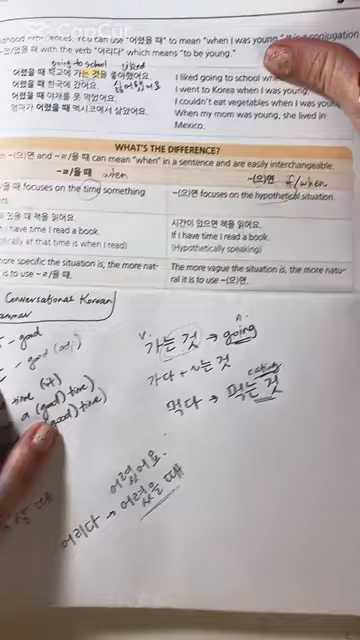 CapCut
childhood experiences. You can use "어렸을 때" to mean "when I was young." It is a conjugation
~았/었을 때 with the verb "어리다" which means "to be young."
going to school liked
어렸을 때 학교에 가는 것을 좋아했어요. I liked going to school
어렸을 때 한국에 갔어요. I went to Korea when I was young.
어렸을 때 야채를 못 먹었어요. I couldn't eat vegetables when I was young
엄마가 어렸을 때 멕시코에서 살았어요. When my mom was young, she lived in
Mexico.
WHAT'S THE DIFFERENCE?
~(으)면 and ~ㄹ/을 때 can mean "when" in a sentence and are easily interchangeable.
~ㄹ/을 때 when ~(으)면 if/when
을 때 focuses on the timing something ~(으)면 focuses on the hypothetical situation.
있을 때 책을 읽어요. 시간이 있으면 책을 읽어요.
I have time I read a book. If I have time I read a book.
at that time is when I read) (Hypothetically speaking)
more specific the situation is, the more nat- The more vague the situation is, the more natu-
is to use ~ㄹ/을 때. ral it is to use ~(으)면.
Conversational Korean
- good
- good (adj)
time
a (good) time)
good) time)
V. A.
가는 것 → going
가다 + ~는 것
eating
먹다 → 먹는 것
어렸어요.
어리다 → 어렸을 때